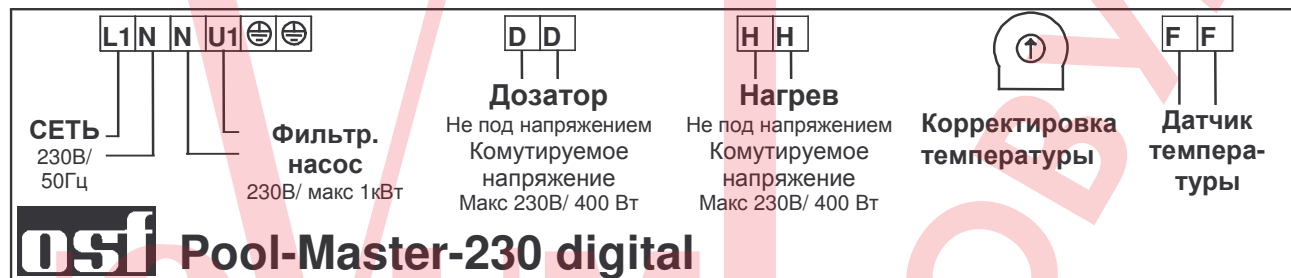 L1 N N U1
D D
H H
F F
СЕТЬ
230В/
50Гц
Фильтр.
насос
230В/ макс 1кВт
Дозатор
Не под напряжением
Комутируемое
напряжение
Макс 230В/ 400 Вт
Нагрев
Не под напряжением
Комутируемое
напряжение
Макс 230В/ 400 Вт
Корректировка
температуры
Датчик
темпера-
туры
osf Pool-Master-230 digital